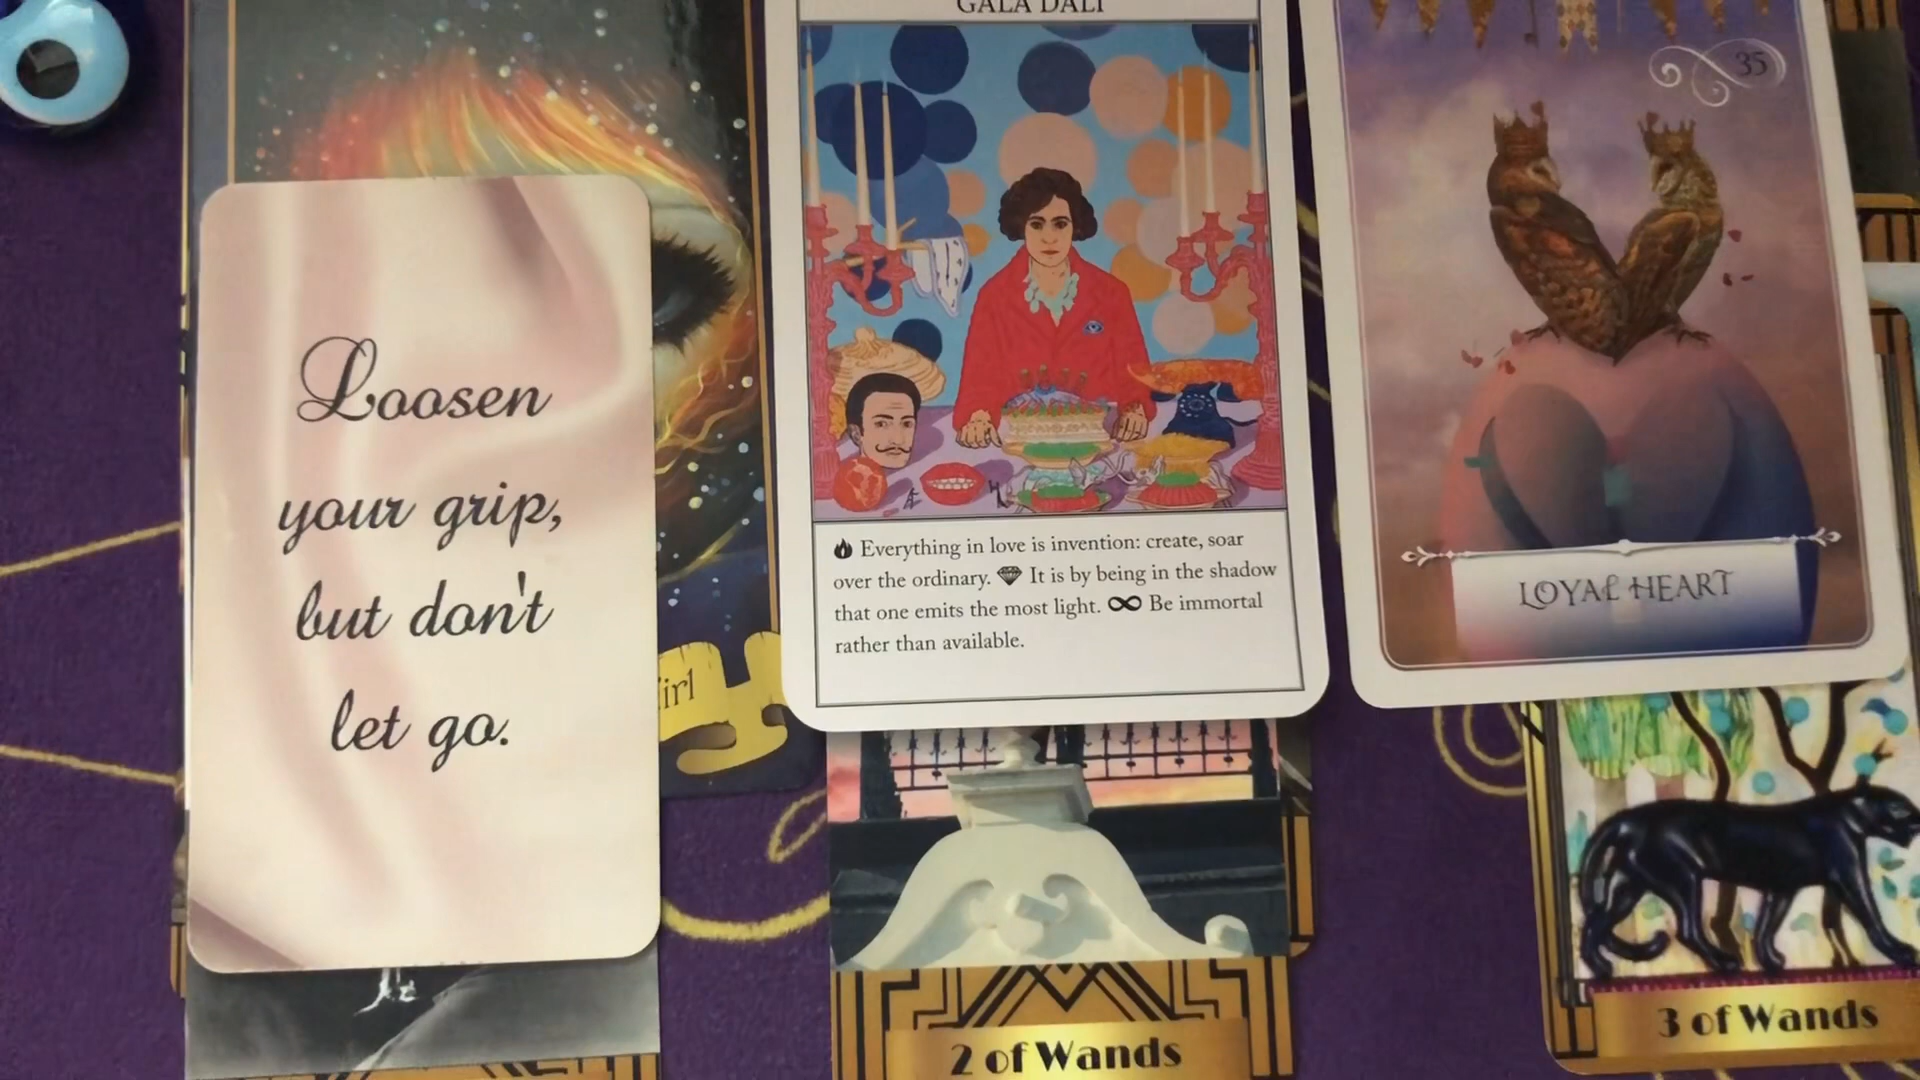 GALA DALI
35
Loosen
your grip,
but don't
let go.
Everything in love is invention: create, soar
over the ordinary. It is by being in the shadow
that one emits the most light. Be immortal
rather than available.
LOYAL HEART
2 of Wands
3 of Wands